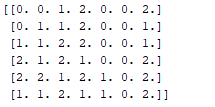 [[0. 0. 1. 2. 0. 0. 2.]
[0. 1. 1. 2. 0. 0. 1.]
[1. 1. 2. 2. 0. 0. 1.]
[2. 1. 2. 1. 0. 0. 2.]
[2. 2. 1. 2. 1. 0. 2.]
[1. 1. 2. 1. 1. 0. 2.]]